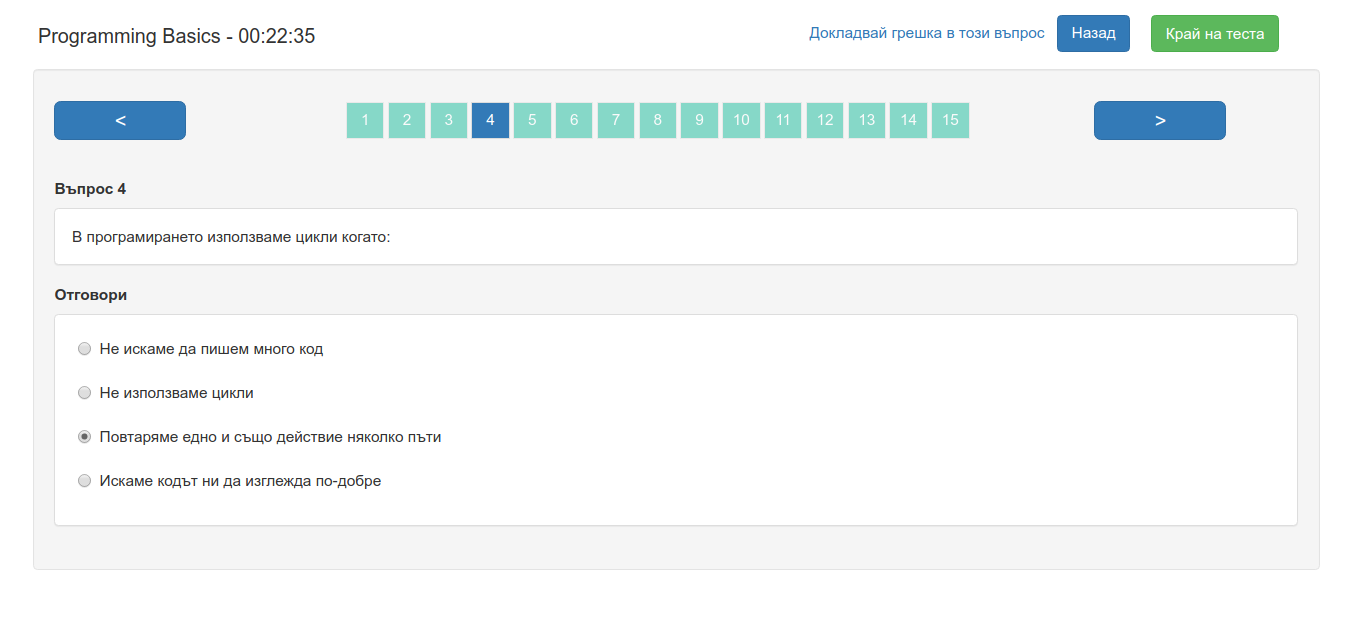 Programming Basics - 00:22:35
Докладвай грешка в този въпрос
Назад
Край на теста
<
1 2 3 4 5 6 7 8 9 10 11 12 13 14 15
>
Въпрос 4
В програмирането използваме цикли когато:
Отговори
Не искаме да пишем много код
Не използваме цикли
Повтаряме едно и също действие няколко пъти
Искаме кодът ни да изглежда по-добре